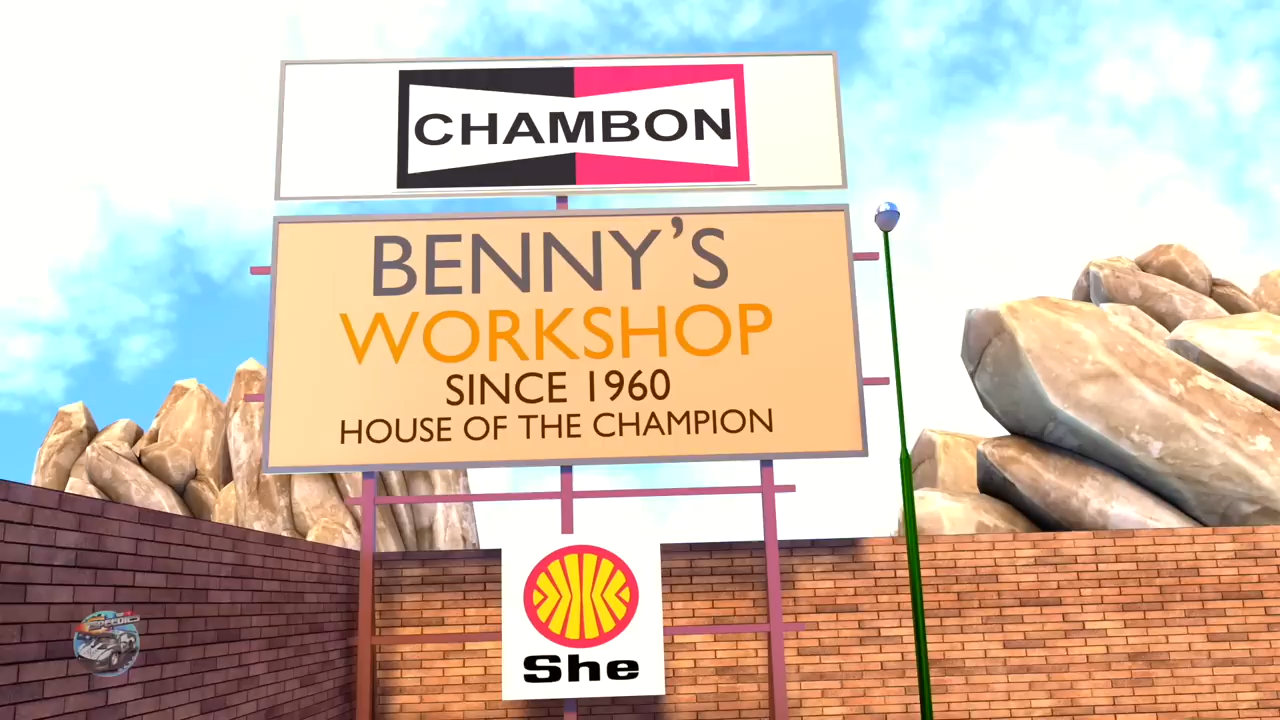 CHAMBON
BENNY'S
WORKSHOP
SINCE 1960
HOUSE OF THE CHAMPION
She